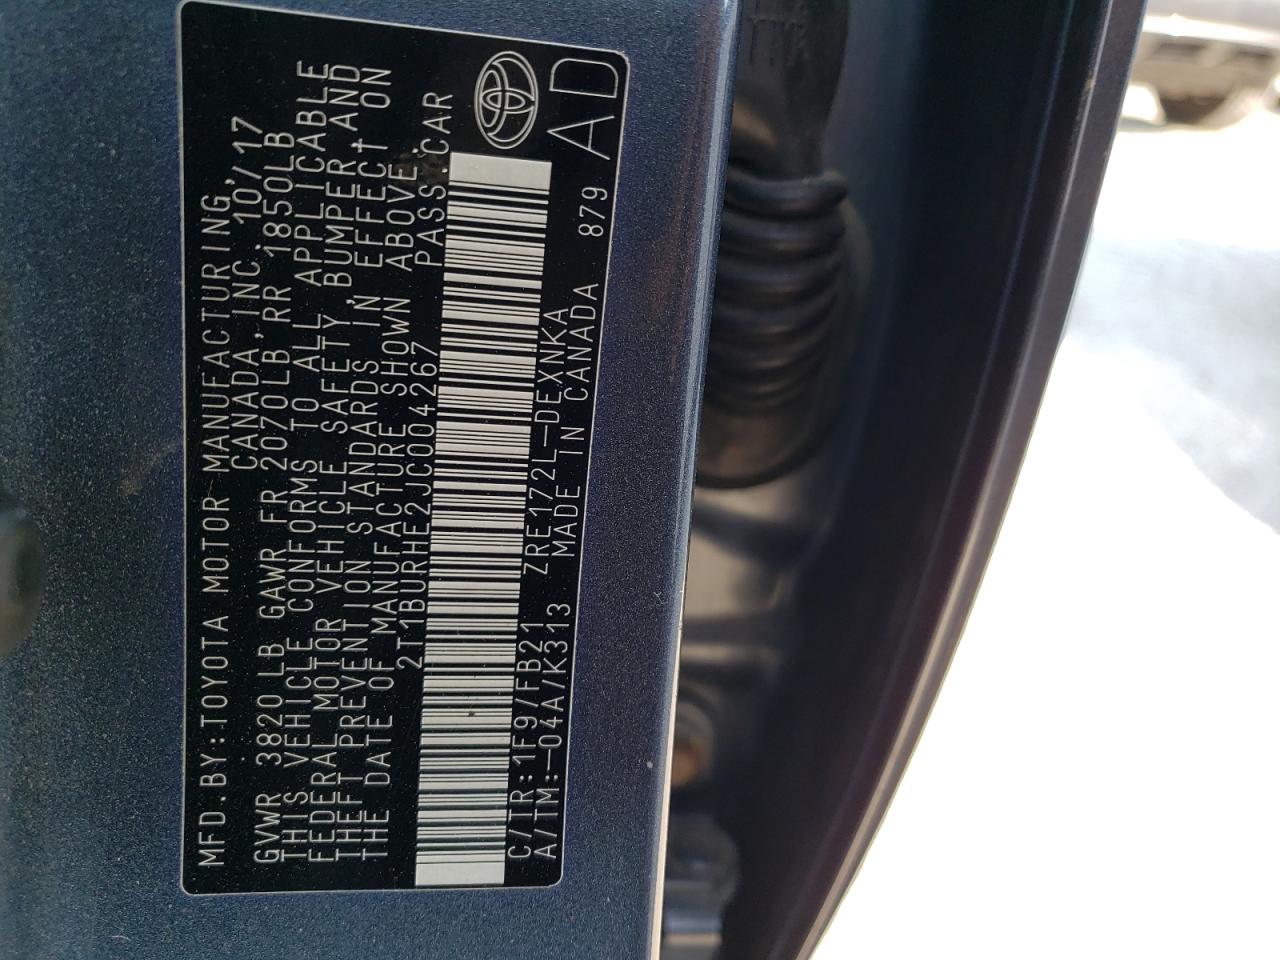 MFD.BY:TOYOTA MOTOR MANUFACTURING,
CANADA, INC. 10/17
GVWR 3820 LB GAWR FR 2070LB RR 1850LB
THIS VEHICLE CONFORMS TO ALL APPLICABLE
FEDERAL MOTOR VEHICLE SAFETY, BUMPER, AND
THEFT PREVENTION STANDARDS IN EFFECT ON
THE DATE OF MANUFACTURE SHOWN ABOVE.
2T1BURHE2JC004267 PASS.CAR
C/TR:1F9/FB21 ZRE172L-DEXNKA
A/TM:-04A/K313 MADE IN CANADA 879
AD